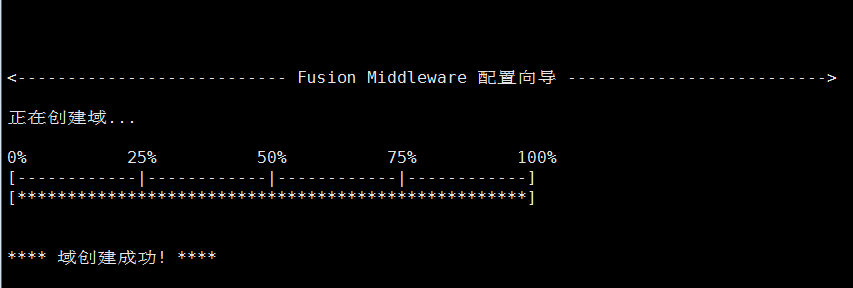 <--------------------------- Fusion Middleware 配置向导 -------------------------->
正在创建域...
0%          25%          50%          75%          100%
[------------|------------|------------|------------]
[***************************************************]
**** 域创建成功! ****